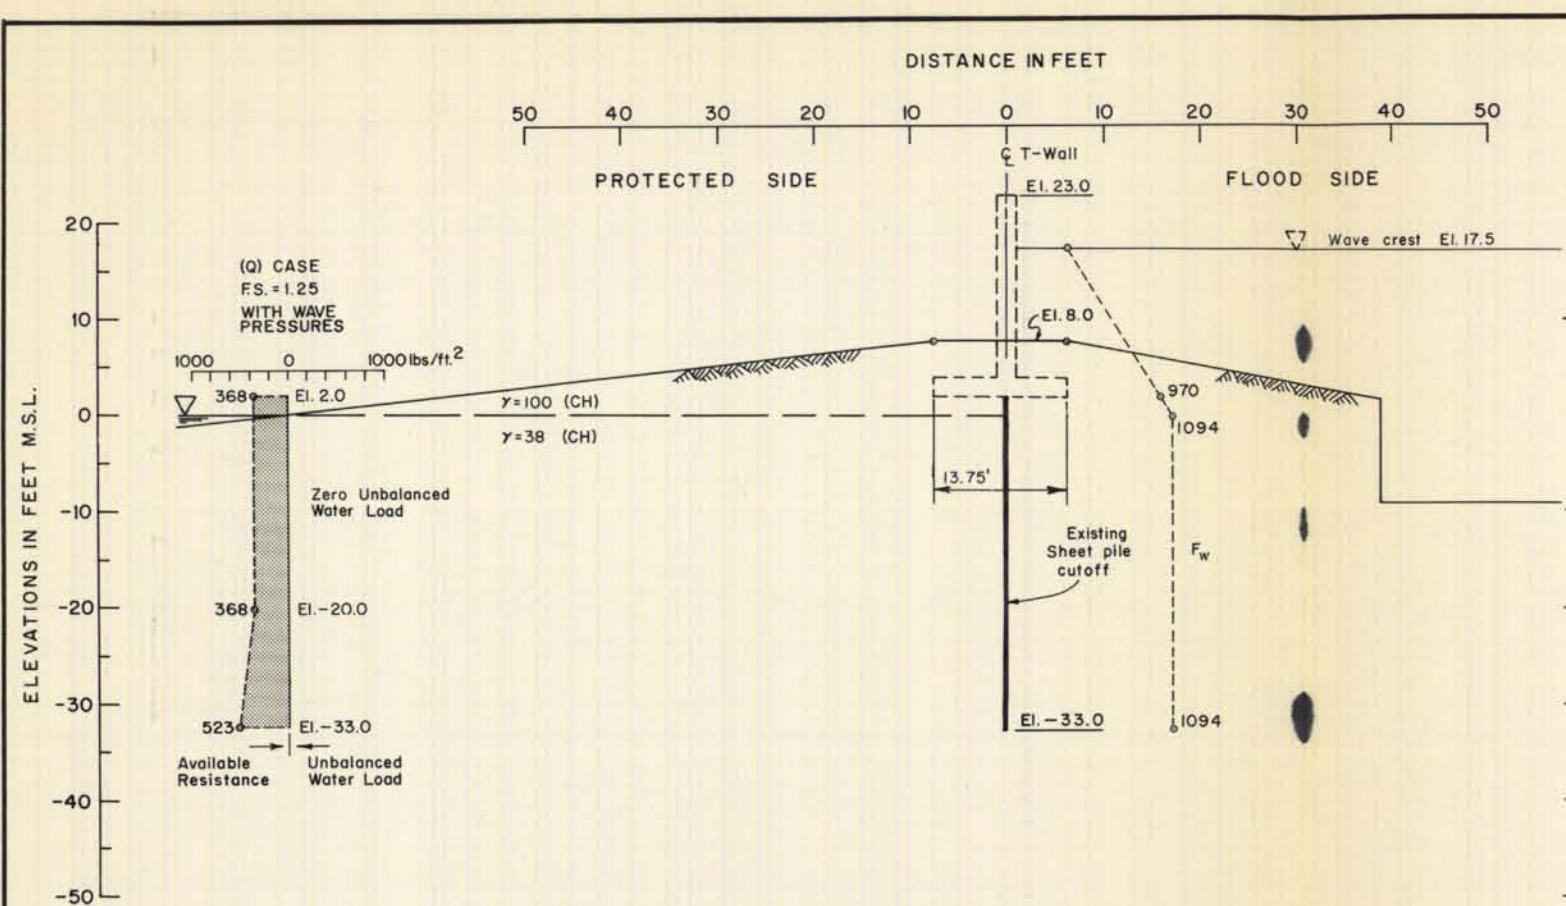 DISTANCE IN FEET
50 40 30 20 10 0 10 20 30 40 50
℄ T-Wall
PROTECTED SIDE
FLOOD SIDE
El. 23.0
Wave crest El. 17.5
20
10
0
-10
-20
-30
-40
-50
ELEVATIONS IN FEET M.S.L.
(Q) CASE
F.S. = 1.25
WITH WAVE
PRESSURES
1000 0 1000 lbs/ft.2
El. 8.0
368 El. 2.0
γ=100 (CH)
γ=38 (CH)
970
1094
13.75'
Zero Unbalanced
Water Load
Existing
Sheet pile
cutoff
Fw
368 El.-20.0
523 El.-33.0
El.-33.0
1094
Available
Resistance
Unbalanced
Water Load